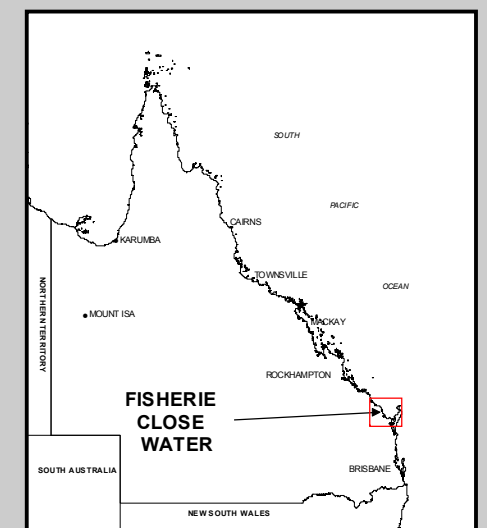 SOUTH
PACIFIC
CAIRNS
KARUMBA
TOWNSVILLE
OCEAN
NORTHERN TERRITORY
MOUNT ISA
MACKAY
ROCKHAMPTON
FISHERIE
CLOSE
WATER
SOUTH AUSTRALIA
BRISBANE
NEW SOUTH WALES